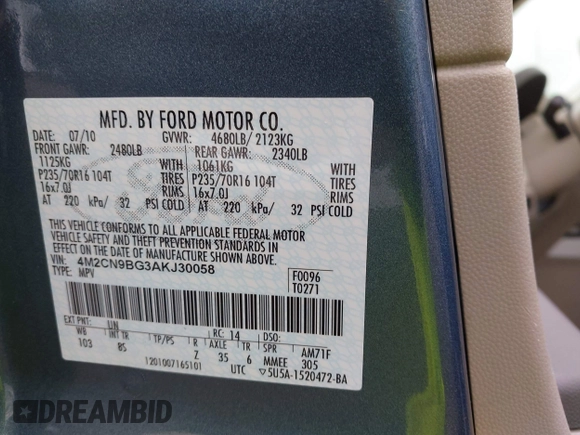 MFD. BY FORD MOTOR CO.
DATE: 07/10 GVWR: 4680LB/ 2123KG
FRONT GAWR: 2480LB REAR GAWR: 2340LB
1125KG WITH 1061KG WITH
P235/70R16 104T TIRES P235/70R16 104T TIRES
16x7.0J RIMS 16x7.0J RIMS
AT 220 kPa/ 32 PSI COLD AT 220 kPa/ 32 PSI COLD
THIS VEHICLE CONFORMS TO ALL APPLICABLE FEDERAL MOTOR
VEHICLE SAFETY AND THEFT PREVENTION STANDARDS IN
EFFECT ON THE DATE OF MANUFACTURE SHOWN ABOVE.
VIN: 4M2CN9BG3AKJ30058
TYPE: MPV
F0096
T0271
EXT PNT: UN RC: 14 DSO:
WB INT TR TP/PS R AXLE TR SPR AM71F
103 85 Z 35 6 MMEE 305
1201007165101 UTC ▽5U5A-1520472-BA
DREAMBID